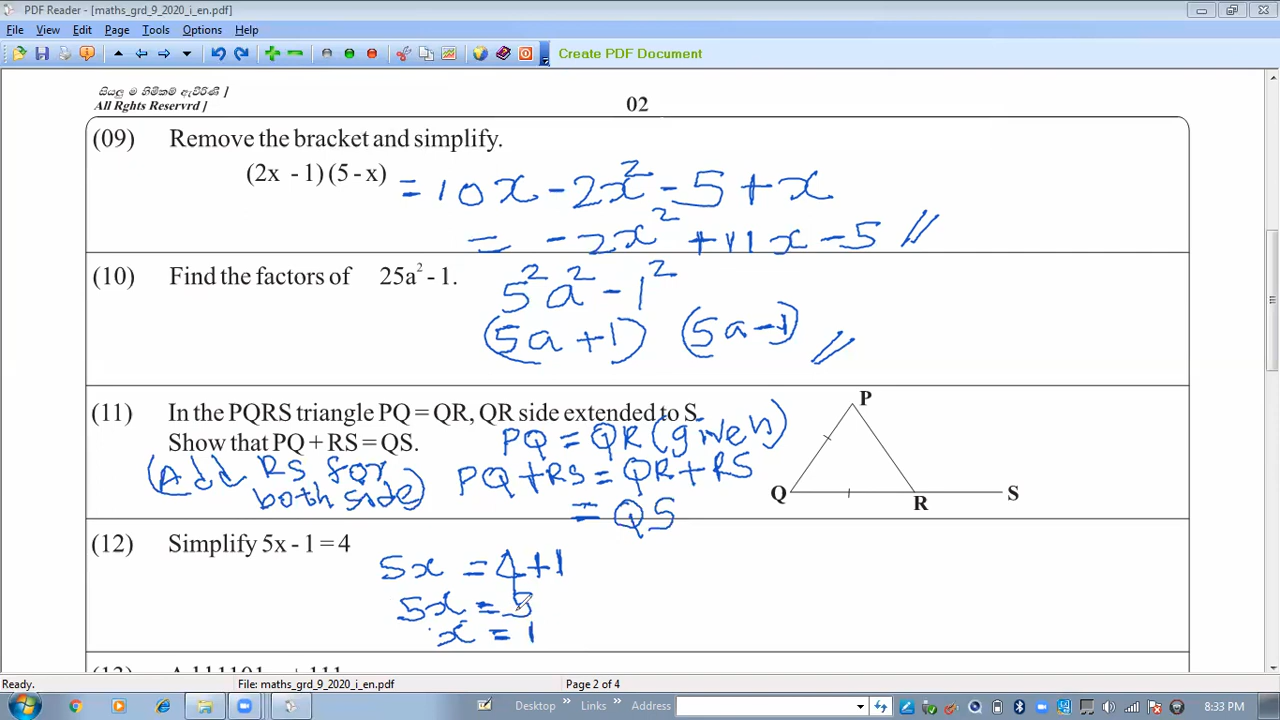 PDF Reader - [maths_grd_9_2020_i_en.pdf]
File View Edit Page Tools Options Help
Create PDF Document
සියලු ම හිමිකම් ඇවිරිණි |
All Rghts Reservrd |
02
(09) Remove the bracket and simplify.
(2x - 1) (5 - x) = 10x - 2x² - 5 + x
= -2x² + 11x - 5 //
(10) Find the factors of 25a² - 1. 5²a² - 1²
(5a + 1) (5a - 1) //
(11) In the PQRS triangle PQ = QR, QR side extended to S.
Show that PQ + RS = QS. PQ = QR (given)
(Add RS for both side) PQ + RS = QR + RS
= QS
P
Q
R
S
(12) Simplify 5x - 1 = 4
5x = 4 + 1
5x = 5
x = 1
Ready. File: maths_grd_9_2020_i_en.pdf Page 2 of 4
Desktop » Links » Address 8:33 PM